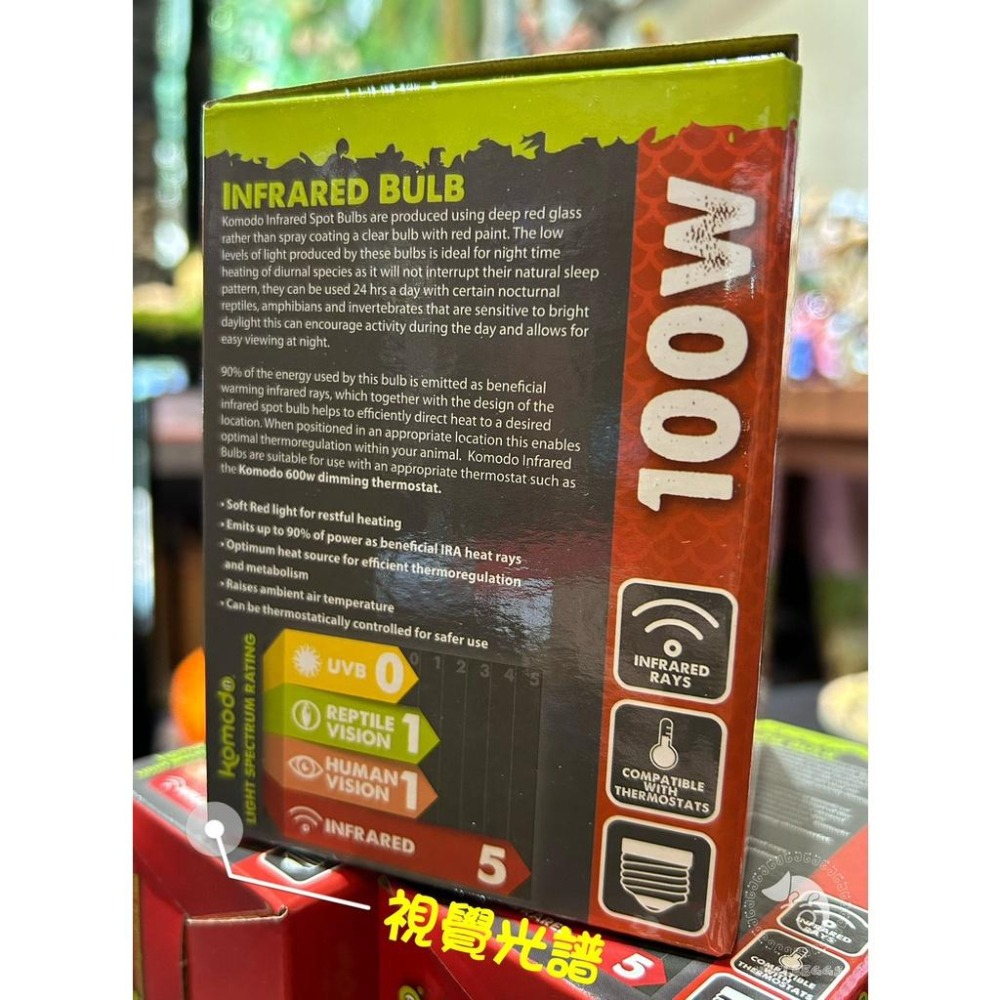 INFRARED BULB
Komodo Infrared Spot Bulbs are produced using deep red glass
rather than spray coating a clear bulb with red paint. The low
levels of light produced by these bulbs is ideal for night time
heating of diurnal species as it will not interrupt their natural sleep
pattern, they can be used 24 hrs a day with certain nocturnal
reptiles, amphibians and invertebrates that are sensitive to bright
daylight this can encourage activity during the day and allows for
easy viewing at night.
90% of the energy used by this bulb is emitted as beneficial
warming infrared rays, which together with the design of the
infrared spot bulb helps to efficiently direct heat to a desired
location. When positioned in an appropriate location this enables
optimal thermoregulation within your animal. Komodo Infrared
Bulbs are suitable for use with an appropriate thermostat such as
the Komodo 600w dimming thermostat.
• Soft Red light for restful heating
• Emits up to 90% of power as beneficial IRA heat rays
• Optimum heat source for efficient thermoregulation
and metabolism
• Raises ambient air temperature
• Can be thermostatically controlled for safer use
komodo
LIGHT SPECTRUM RATING
0 1 2 3 4 5
UVB 0
REPTILE
VISION 1
HUMAN
VISION 1
INFRARED 5
100W
INFRARED
RAYS
COMPATIBLE
WITH
THERMOSTATS
視覺光譜
5
INFRARED
RAYS
COMPATIBLE
WITH
THERMOSTATS